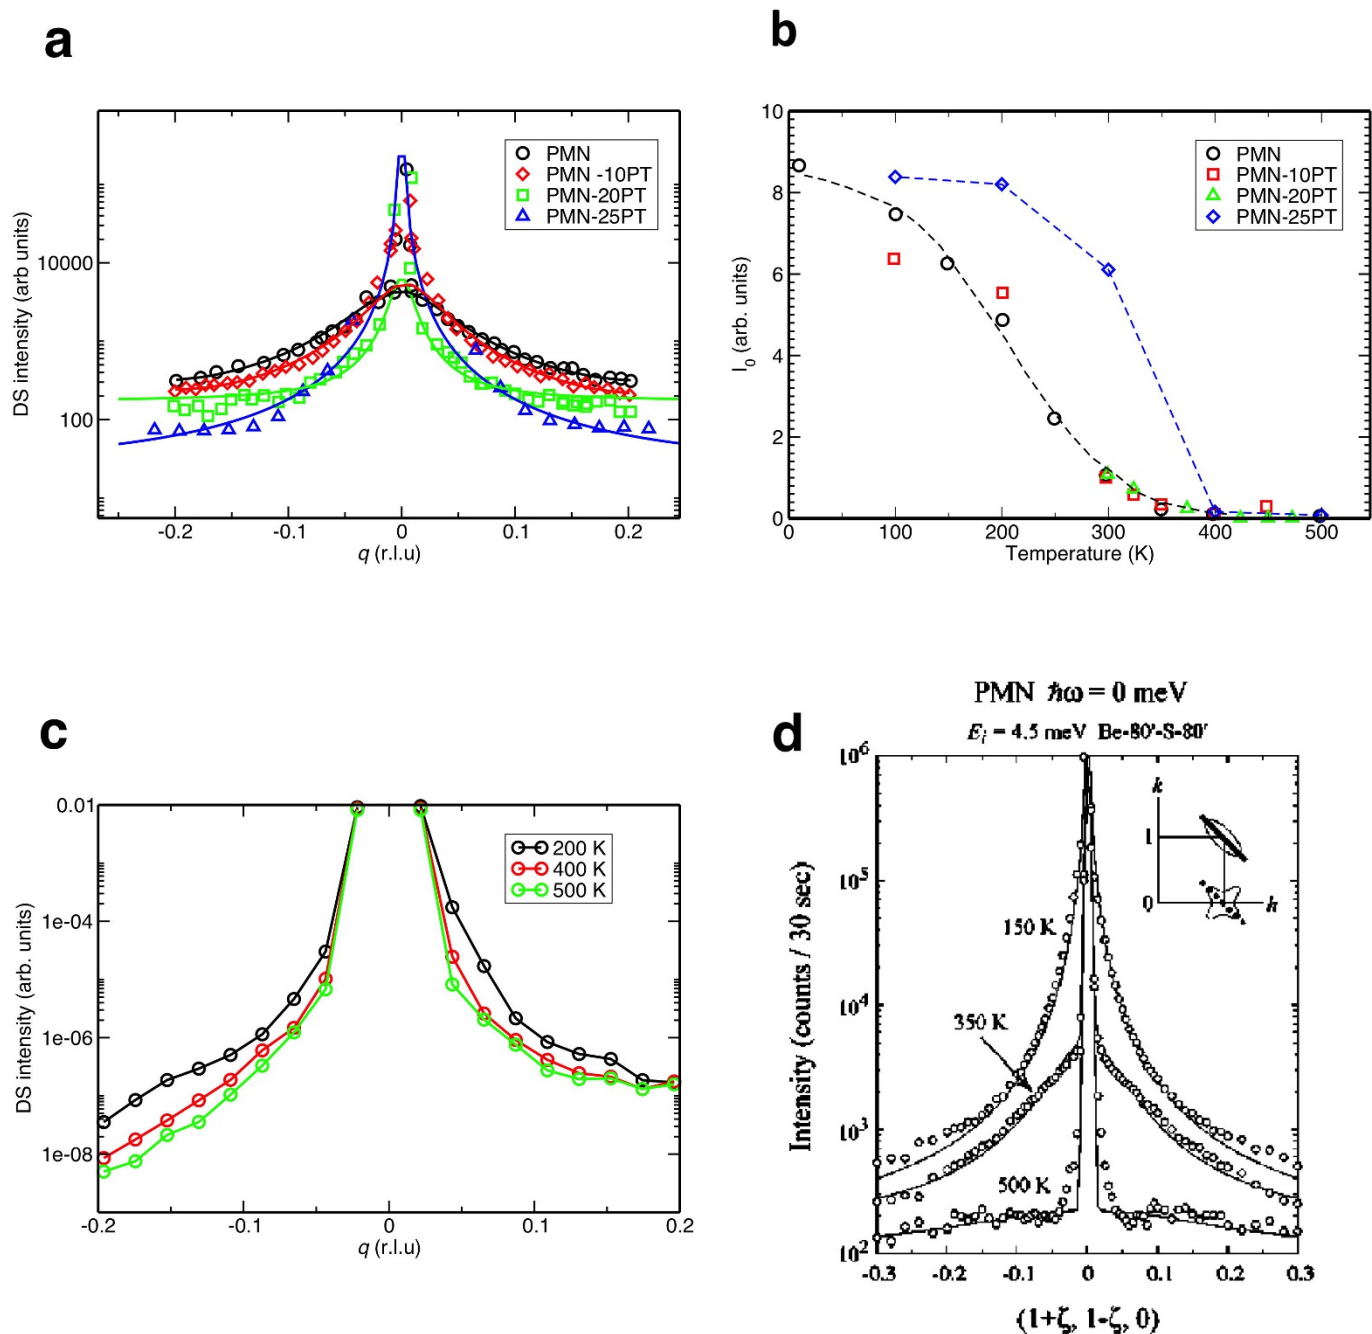 a
DS intensity (arb units)
10000
100
PMN
PMN -10PT
PMN-20PT
PMN-25PT
-0.2
-0.1
0
0.1
0.2
q (r.l.u)
b
I0 (arb. units)
10
8
6
4
2
0
PMN
PMN-10PT
PMN-20PT
PMN-25PT
0
100
200
300
400
500
Temperature (K)
c
DS intensity (arb. units)
0.01
1e-04
1e-06
1e-08
200 K
400 K
500 K
-0.2
-0.1
0
0.1
0.2
q (r.l.u)
d
PMN ℏω = 0 meV
Ei = 4.5 meV Be-80'-S-80'
Intensity (counts / 30 sec)
10^6
10^5
10^4
10^3
10^2
k
1
0
h
150 K
350 K
500 K
-0.3
-0.2
-0.1
0
0.1
0.2
0.3
(1+ζ, 1-ζ, 0)